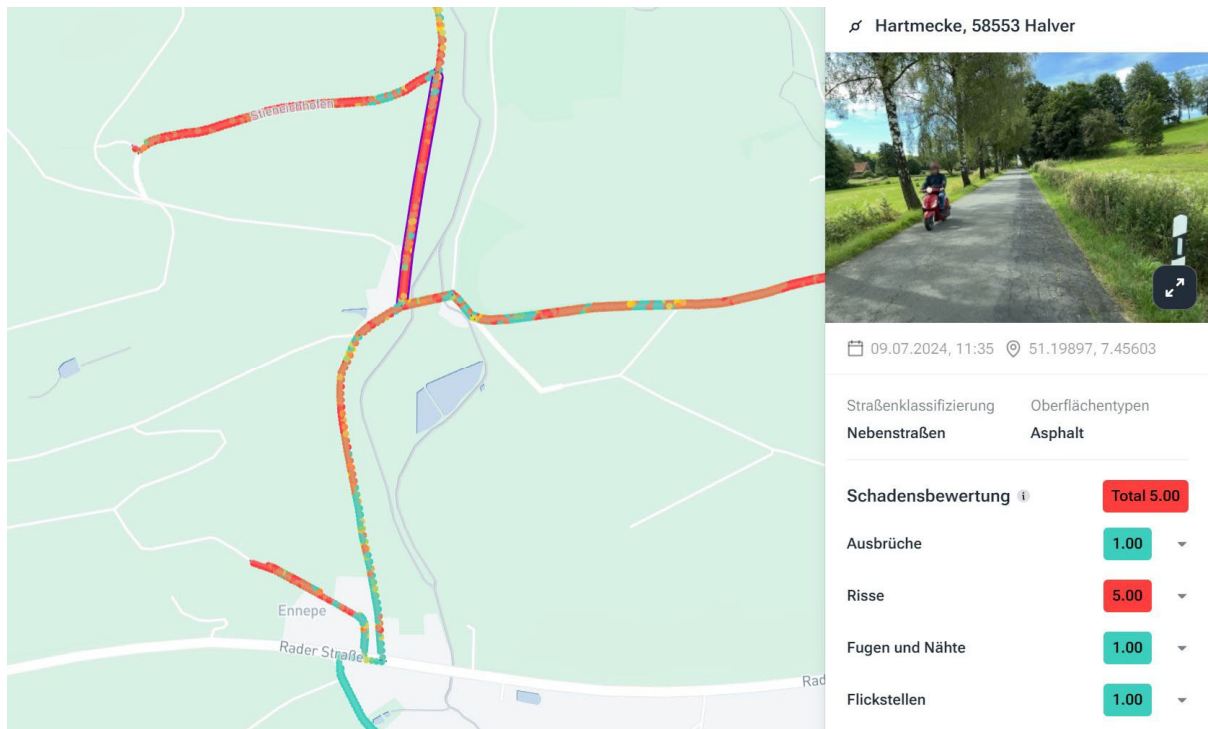 Hartmecke, 58553 Halver
Stieneichhofen
09.07.2024, 11:35 51.19897, 7.45603
Straßenklassifizierung Oberflächentypen
Nebenstraßen Asphalt
Schadensbewertung i Total 5.00
Ausbrüche 1.00
Risse 5.00
Ennepe
Fugen und Nähte 1.00
Rader Straße
Rad
Flickstellen 1.00